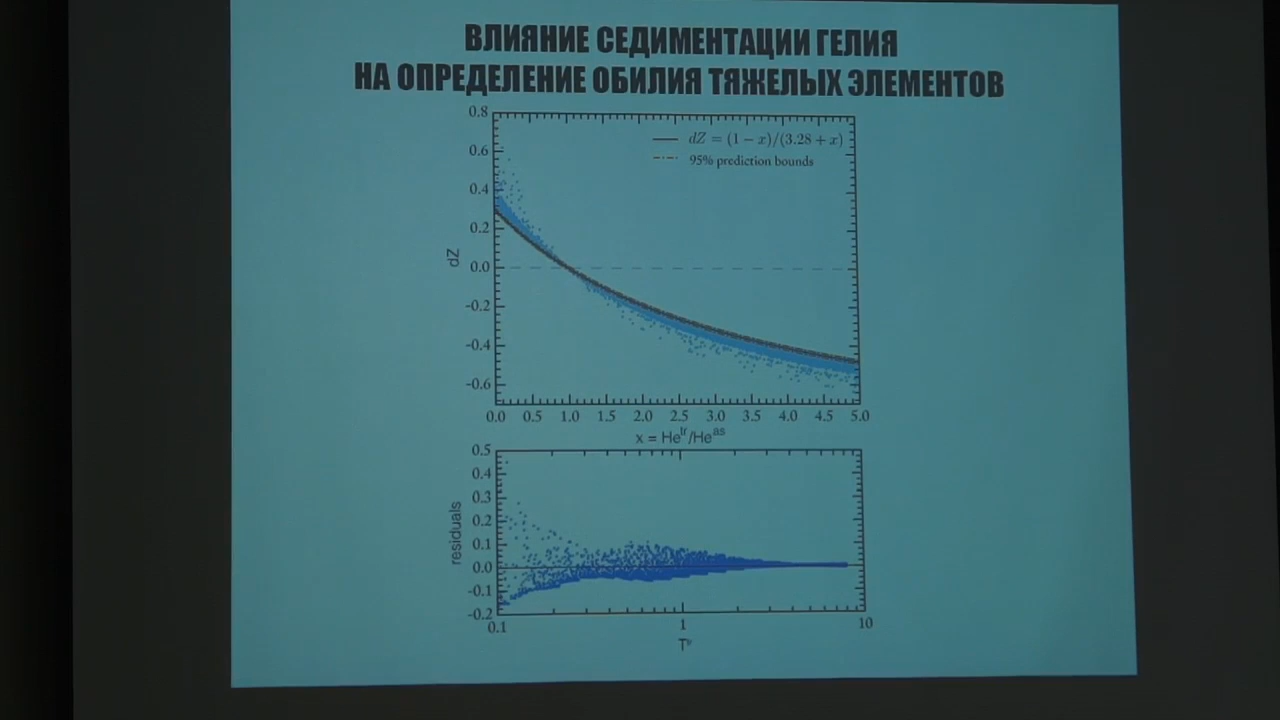 ВЛИЯНИЕ СЕДИМЕНТАЦИИ ГЕЛИЯ
НА ОПРЕДЕЛЕНИЕ ОБИЛИЯ ТЯЖЕЛЫХ ЭЛЕМЕНТОВ
0.8
0.6
0.4
0.2
0.0
-0.2
-0.4
-0.6
dZ
dZ = (1 − x)/(3.28 + x)
95% prediction bounds
0.0 0.5 1.0 1.5 2.0 2.5 3.0 3.5 4.0 4.5 5.0
x = He^tr/He^as
0.5
0.4
0.3
0.2
0.1
0.0
-0.1
-0.2
residuals
0.1 1 10